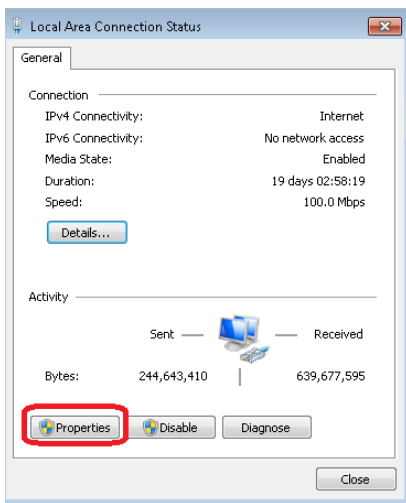 Local Area Connection Status
General
Connection
IPv4 Connectivity: Internet
IPv6 Connectivity: No network access
Media State: Enabled
Duration: 19 days 02:58:19
Speed: 100.0 Mbps
Details...
Activity
Sent Received
Bytes: 244,643,410 639,677,595
Properties Disable Diagnose
Close